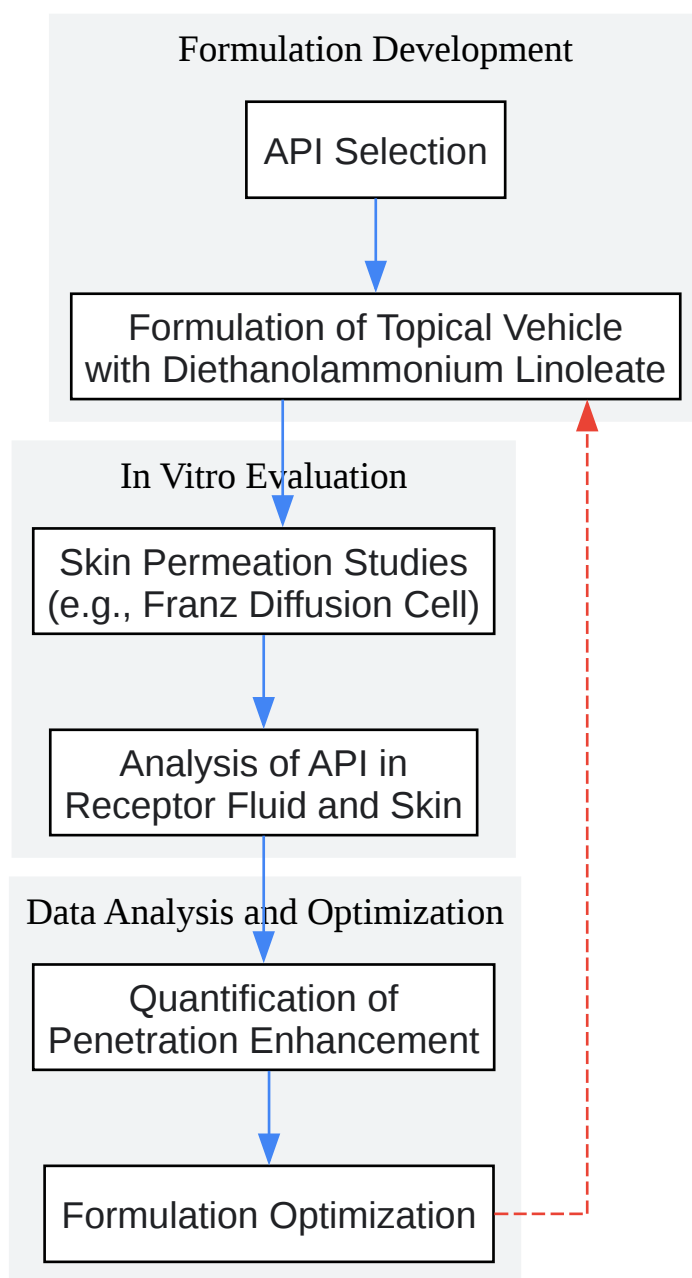 Formulation Development
API Selection
Formulation of Topical Vehicle
with Diethanolammonium Linoleate
In Vitro Evaluation
Skin Permeation Studies
(e.g., Franz Diffusion Cell)
Analysis of API in
Receptor Fluid and Skin
Data Analysis and Optimization
Quantification of
Penetration Enhancement
Formulation Optimization